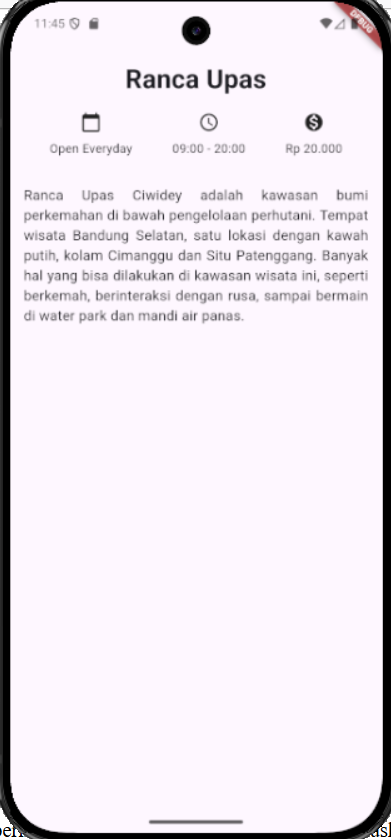 11:45
DEBUG
Ranca Upas
Open Everyday 09:00 - 20:00 Rp 20.000
Ranca Upas Ciwidey adalah kawasan bumi
perkemahan di bawah pengelolaan perhutani. Tempat
wisata Bandung Selatan, satu lokasi dengan kawah
putih, kolam Cimanggu dan Situ Patenggang. Banyak
hal yang bisa dilakukan di kawasan wisata ini, seperti
berkemah, berinteraksi dengan rusa, sampai bermain
di water park dan mandi air panas.